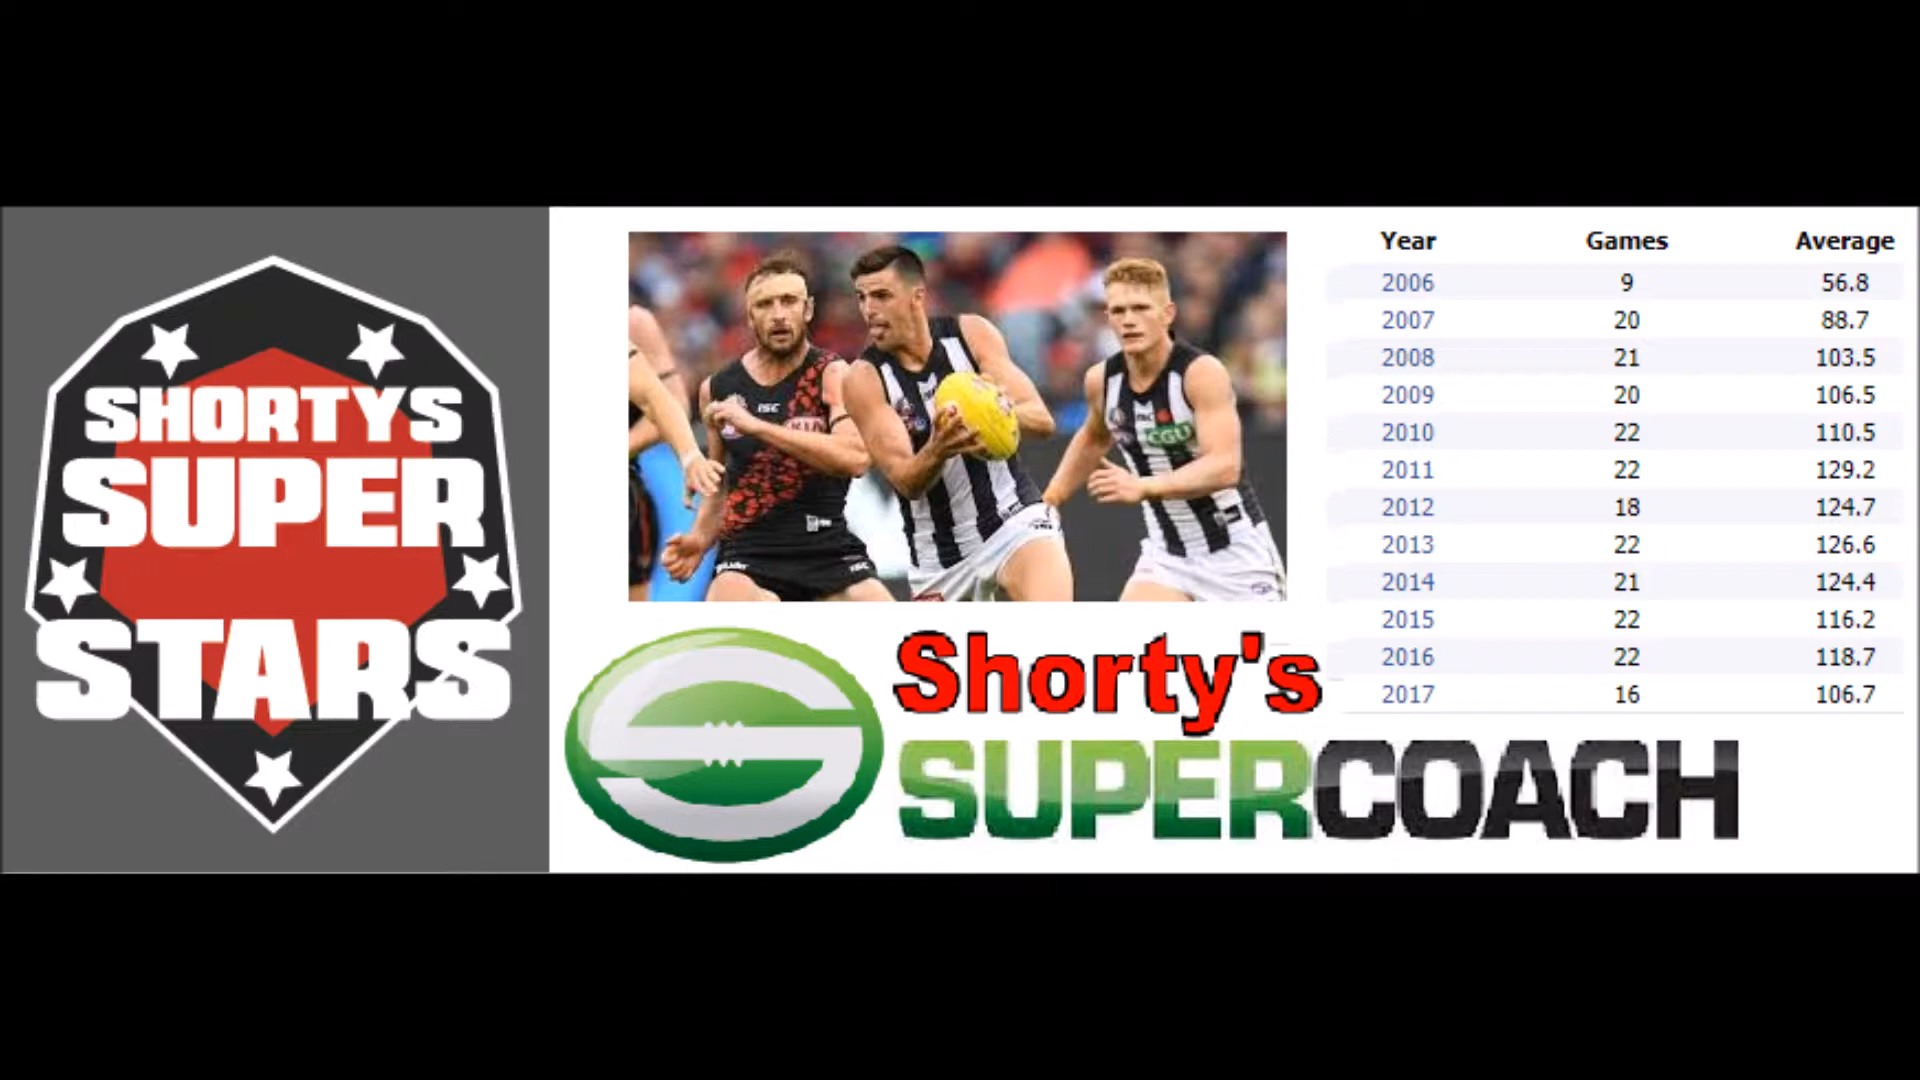 SHORTYS
SUPER
STARS
ISC
CGU
Year Games Average
2006 9 56.8
2007 20 88.7
2008 21 103.5
2009 20 106.5
2010 22 110.5
2011 22 129.2
2012 18 124.7
2013 22 126.6
2014 21 124.4
2015 22 116.2
2016 22 118.7
2017 16 106.7
Shorty's
SUPERCOACH